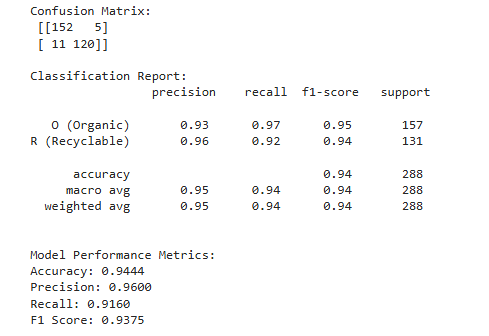 Confusion Matrix:
[[152   5]
[ 11 120]]
Classification Report:
precision    recall  f1-score   support
O (Organic)       0.93      0.97      0.95       157
R (Recyclable)       0.96      0.92      0.94       131
accuracy                           0.94       288
macro avg       0.95      0.94      0.94       288
weighted avg       0.95      0.94      0.94       288
Model Performance Metrics:
Accuracy: 0.9444
Precision: 0.9600
Recall: 0.9160
F1 Score: 0.9375